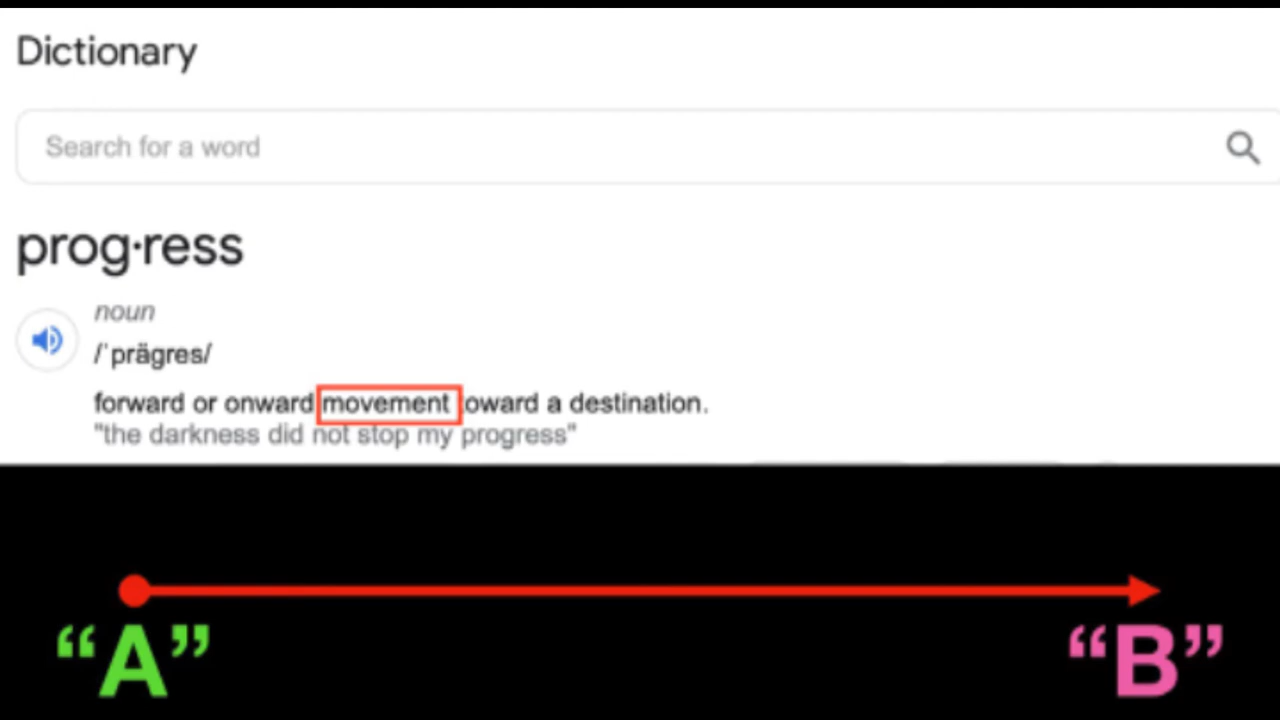 Dictionary
Search for a word
prog·ress
noun
/ˈprägres/
forward or onward movement toward a destination.
"the darkness did not stop my progress"
“A”
“B”